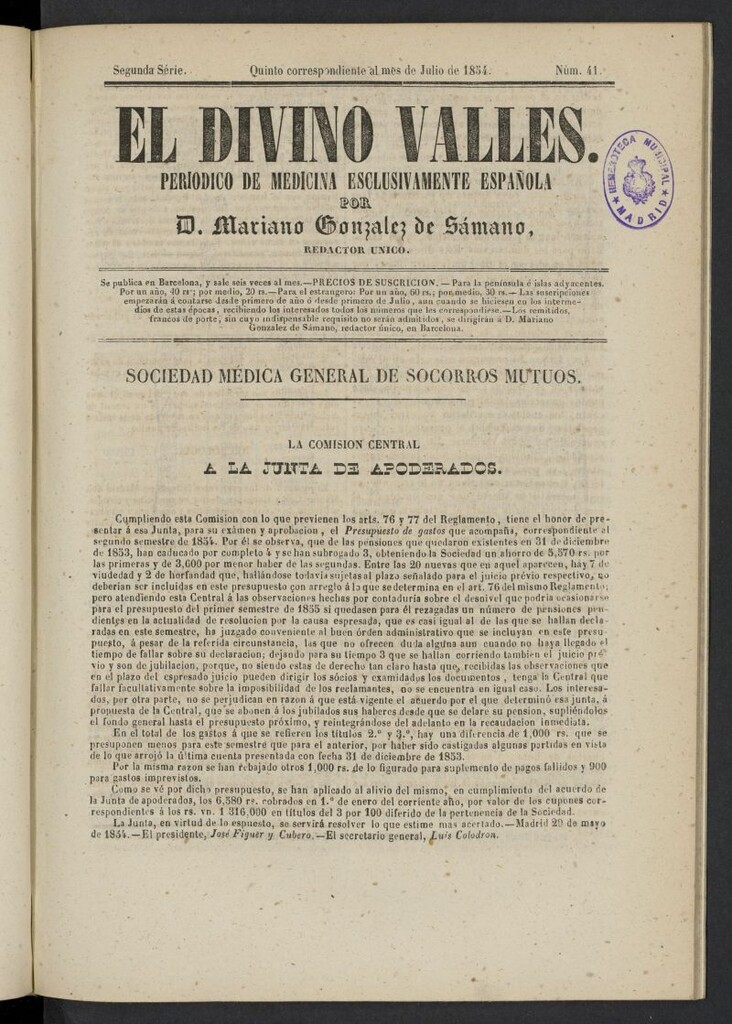 Segunda Série. Quinto correspondiente al mes de Julio de 1854. Núm. 41.
EL DIVINO VALLES.
PERIODICO DE MEDICINA ESCLUSIVAMENTE ESPAÑOLA
POR
D. Mariano Gonzalez de Sámano,
REDACTOR UNICO.
HEMEROTECA MUNICIPAL
MADRID
Se publica en Barcelona, y sale seis veces al mes.—PRECIOS DE SUSCRICION.—Para la península é islas adyacentes.
Por un año, 40 rs; por medio, 20 rs.—Para el estrangero: Por un año, 60 rs.; por medio, 30 rs.—Las suscripciones
empezarán á contarse desde primero de año ó desde primero de Julio, aun cuando se hiciesen en los interme-
dios de estas épocas, recibiendo los interesados todos los números que les correspondiese.—Los remitidos,
francos de porte, sin cuyo indispensable requisito no serán admitidos, se dirigirán á D. Mariano
Gonzalez de Sámano, redactor único, en Barcelona.
SOCIEDAD MÉDICA GENERAL DE SOCORROS MUTUOS.
LA COMISION CENTRAL
A LA JUNTA DE APODERADOS.
Cumpliendo esta Comision con lo que previenen los arts. 76 y 77 del Reglamento, tiene el honor de pre-
sentar á esa Junta, para su exámen y aprobacion, el Presupuesto de gastos que acompaña, correspondiente al
segundo semestre de 1854. Por él se observa, que de las pensiones que quedaron existentes en 31 de diciembre
de 1853, han caducado por completo 4 y se han subrogado 3, obteniendo la Sociedad un ahorro de 5,570 rs. por
las primeras y de 3,600 por menor haber de las segundas. Entre las 20 nuevas que en aquel aparecen, hay 7 de
viudedad y 2 de horfandad que, hallándose todavia sujetas al plazo señalado para el juicio prévio respectivo, no
deberian ser incluidas en este presupuesto con arreglo á lo que se determina en el art. 76 del mismo Reglamento;
pero atendiendo esta Central á las observaciones hechas por contaduría sobre el desnivel que podria ocasionarse
para el presupuesto del primer semestre de 1855 si quedasen para él rezagadas un número de pensiones pen-
dientes en la actualidad de resolucion por la causa espresada, que es casi igual al de las que se hallan decla-
radas en este semestre, ha juzgado conveniente al buen órden administrativo que se incluyan en este presu-
puesto, á pesar de la referida circunstancia, las que no ofrecen duda alguna aun cuando no haya llegado el
tiempo de fallar sobre su declaracion; dejando para su tiempo 3 que se hallan corriendo tambien el juicio pré-
vio y son de jubilacion, porque, no siendo estas de derecho tan claro hasta que, recibidas las observaciones que
en el plazo del espresado juicio pueden dirigir los sócios y examidados los documentos, tenga la Central que
fallar facultativamente sobre la imposibilidad de los reclamantes, no se encuentra en igual caso. Los interesa-
dos, por otra parte, no se perjudican en razon á que está vigente el acuerdo por el que determinó esa junta, á
propuesta de la Central, que se abonen á los jubilados sus haberes desde que se delare su pension, supliéndolos
el fondo general hasta el presupuesto próximo, y reintegrándose del adelanto en la recaudacion inmediata.
En el total de los gastos á que se refieren los títulos 2.º y 3.º, hay una diferencia de 1,000 rs. que se
presuponen menos para este semestre que para el anterior, por haber sido castigadas algunas partidas en vista
de lo que arrojó la última cuenta presentada con fecha 31 de diciembre de 1853.
Por la misma razon se han rebajado otros 1,000 rs. de lo figurado para suplemento de pagos fallidos y 900
para gastos imprevistos.
Como se vé por dicho presupuesto, se han aplicado al alivio del mismo, en cumplimiento del acuerdo de
la Junta de apoderados, los 6,580 rs. cobrados en 1.º de enero del corriente año, por valor de los cupones cor-
respondientes á los rs. vn. 1 316,000 en títulos del 3 por 100 diferido de la pertenencia de la Sociedad.
La Junta, en virtud de lo espuesto, se servirá resolver lo que estime mas acertado.—Madrid 29 de mayo
de 1854.—El presidente, José Figuer y Cubero.—El secretario general, Luis Colodron.